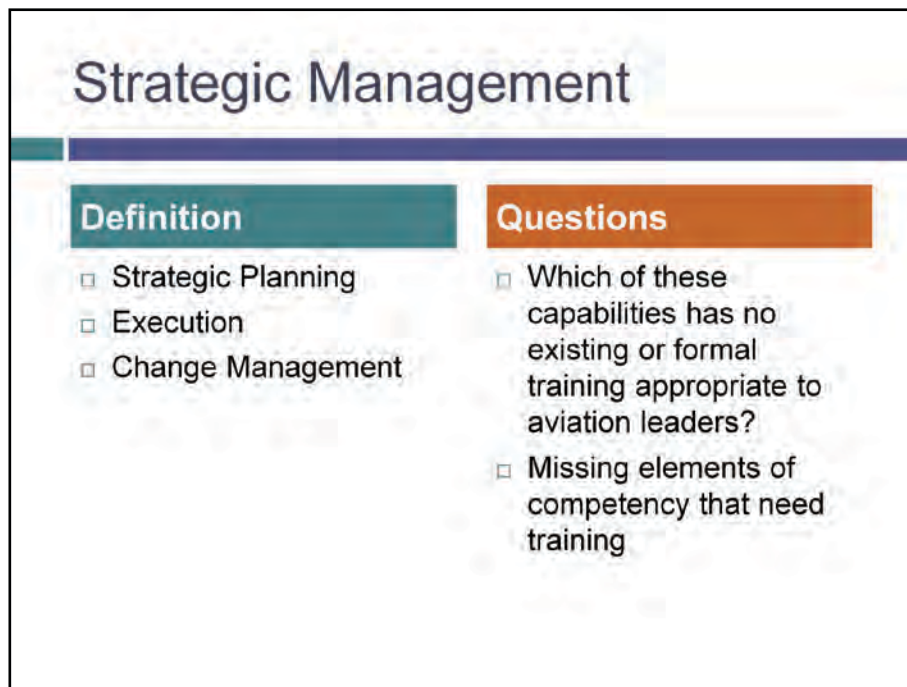 Strategic Management
Definition
Strategic Planning
Execution
Change Management
Questions
Which of these
capabilities has no
existing or formal
training appropriate to
aviation leaders?
Missing elements of
competency that need
training